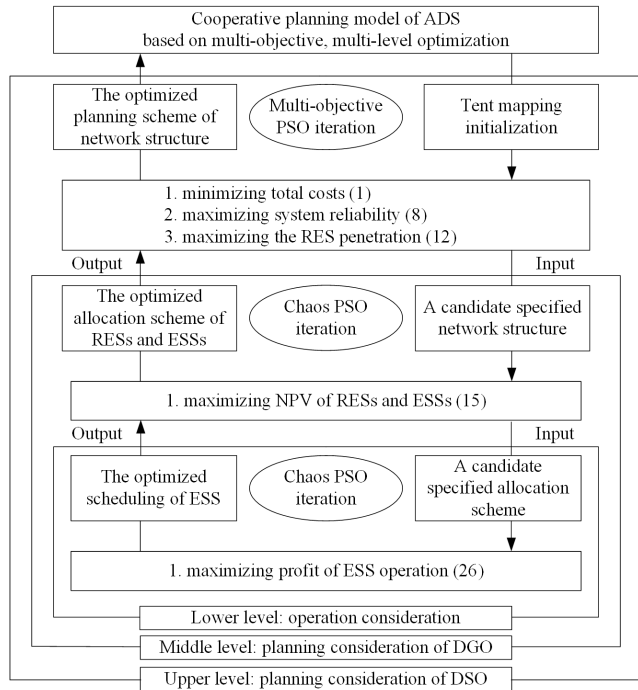 Cooperative planning model of ADS
based on multi-objective, multi-level optimization
The optimized
planning scheme of
network structure
Multi-objective
PSO iteration
Tent mapping
initialization
1. minimizing total costs (1)
2. maximizing system reliability (8)
3. maximizing the RES penetration (12)
Output
Input
The optimized
allocation scheme of
RESs and ESSs
Chaos PSO
iteration
A candidate specified
network structure
1. maximizing NPV of RESs and ESSs (15)
Output
Input
The optimized
scheduling of ESS
Chaos PSO
iteration
A candidate
specified allocation
scheme
1. maximizing profit of ESS operation (26)
Lower level: operation consideration
Middle level: planning consideration of DGO
Upper level: planning consideration of DSO